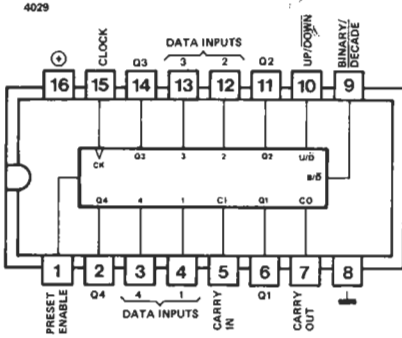 4029
CLOCK
Q3
DATA INPUTS
3 2
Q2
UP/DOWN
BINARY/
DECADE
16 15 14 13 12 11 10 9
CK Q3 3 2 Q2 U/D
B/D
Q4 4 1 CI Q1 CO
1 2 3 4 5 6 7 8
PRESET
ENABLE
Q4
4 1
DATA INPUTS
CARRY
IN
Q1
CARRY
OUT